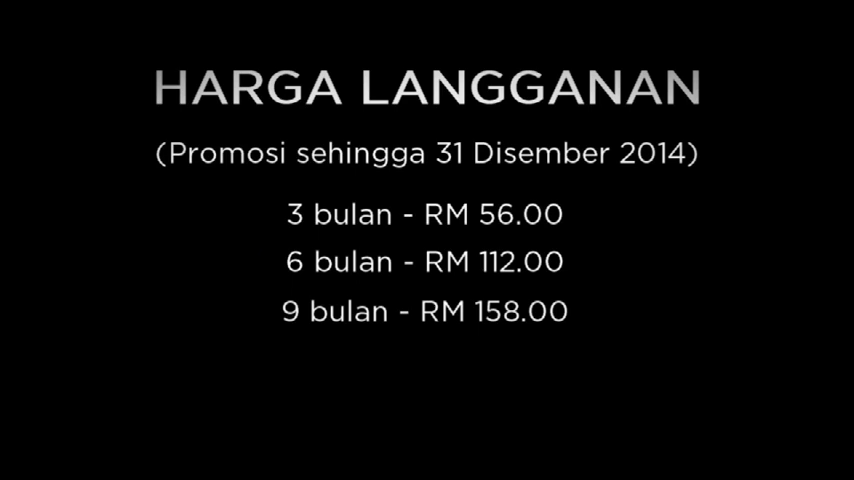 HARGA LANGGANAN
(Promosi sehingga 31 Disember 2014)
3 bulan - RM 56.00
6 bulan - RM 112.00
9 bulan - RM 158.00